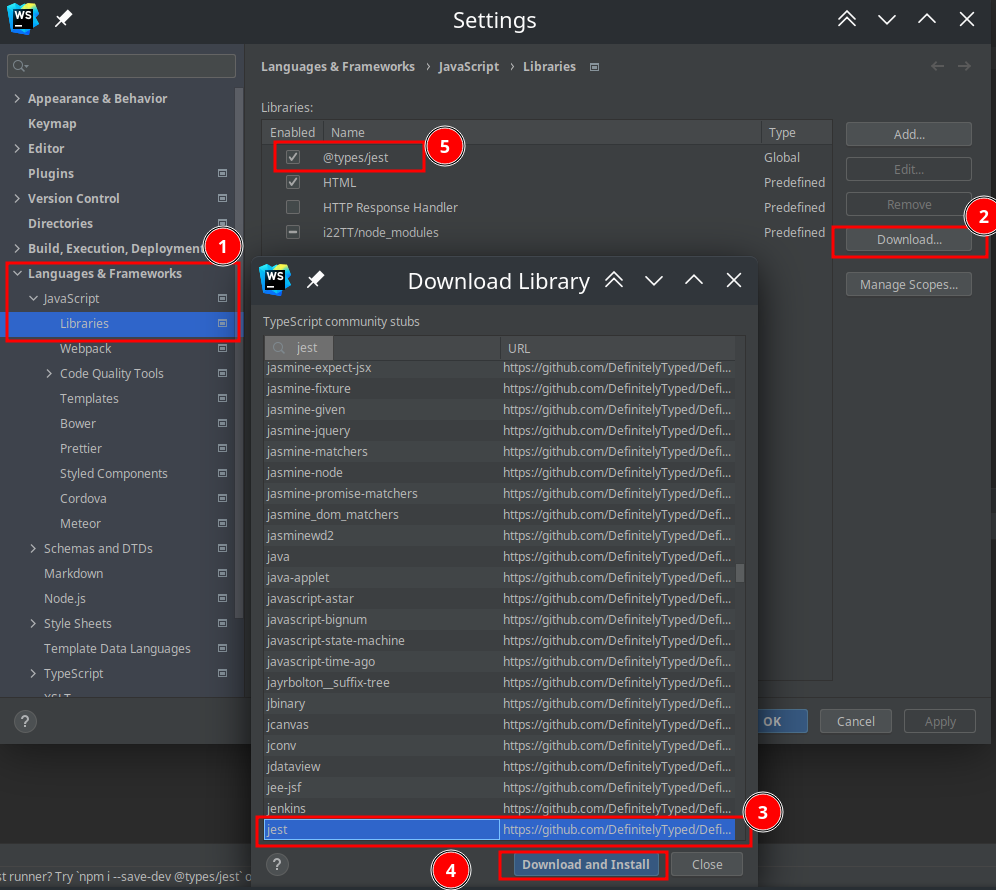 WS
Settings
Languages & Frameworks › JavaScript › Libraries
Appearance & Behavior
Keymap
Editor
Plugins
Version Control
Directories
Build, Execution, Deployment
1
Languages & Frameworks
JavaScript
Libraries
Webpack
Code Quality Tools
Templates
Bower
Prettier
Styled Components
Cordova
Meteor
Schemas and DTDs
Markdown
Node.js
Style Sheets
Template Data Languages
TypeScript
XSLT
?
Libraries:
Enabled Name Type
@types/jest Global
5
HTML Predefined
HTTP Response Handler Predefined
i22TT/node_modules Predefined
Add...
Edit...
Remove
2
Download...
Manage Scopes...
OK
Cancel
Apply
WS
Download Library
TypeScript community stubs
jest URL
jasmine-expect-jsx https://github.com/DefinitelyTyped/Defi...
jasmine-fixture https://github.com/DefinitelyTyped/Defi...
jasmine-given https://github.com/DefinitelyTyped/Defi...
jasmine-jquery https://github.com/DefinitelyTyped/Defi...
jasmine-matchers https://github.com/DefinitelyTyped/Defi...
jasmine-node https://github.com/DefinitelyTyped/Defi...
jasmine-promise-matchers https://github.com/DefinitelyTyped/Defi...
jasmine_dom_matchers https://github.com/DefinitelyTyped/Defi...
jasminewd2 https://github.com/DefinitelyTyped/Defi...
java https://github.com/DefinitelyTyped/Defi...
java-applet https://github.com/DefinitelyTyped/Defi...
javascript-astar https://github.com/DefinitelyTyped/Defi...
javascript-bignum https://github.com/DefinitelyTyped/Defi...
javascript-state-machine https://github.com/DefinitelyTyped/Defi...
javascript-time-ago https://github.com/DefinitelyTyped/Defi...
jayrbolton__suffix-tree https://github.com/DefinitelyTyped/Defi...
jbinary https://github.com/DefinitelyTyped/Defi...
jcanvas https://github.com/DefinitelyTyped/Defi...
jconv https://github.com/DefinitelyTyped/Defi...
jdataview https://github.com/DefinitelyTyped/Defi...
jee-jsf https://github.com/DefinitelyTyped/Defi...
jenkins https://github.com/DefinitelyTyped/Defi...
jest https://github.com/DefinitelyTyped/Defi...
3
?
4
Download and Install
Close
st runner? Try `npm i --save-dev @types/jest` o